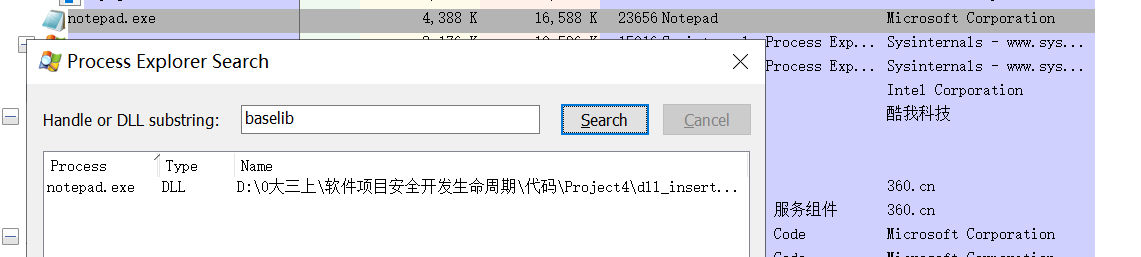 notepad.exe 4,388 K 16,588 K 23656 Notepad Microsoft Corporation
Process Exp... Sysinternals - www.sys...
Process Explorer Search
Process Exp... Sysinternals - www.sys...
Intel Corporation
Handle or DLL substring: baselib Search Cancel
酷我科技
Process Type Name
notepad.exe DLL D:\0大三上\软件项目安全开发生命周期\代码\Project4\dll_insert...
360.cn
服务组件 360.cn
Code Microsoft Corporation